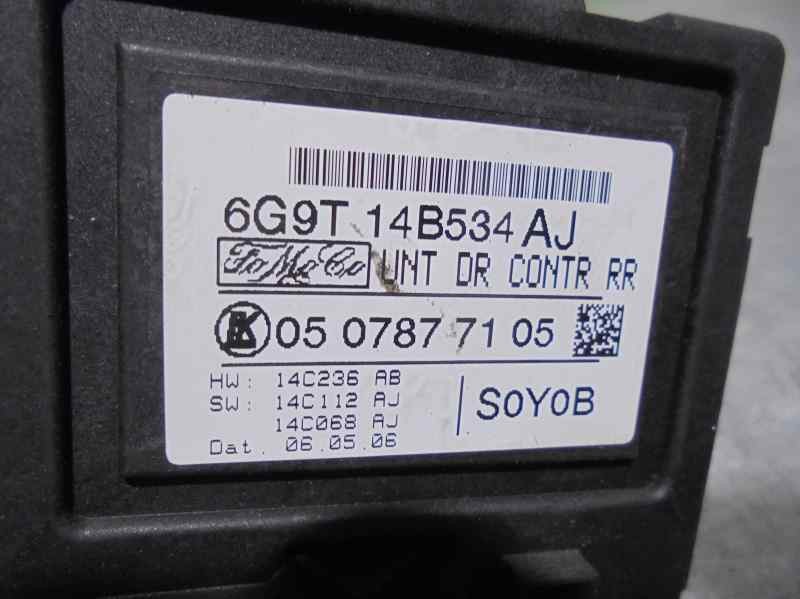 6G9T 14B534 AJ
FoMoCo UNT DR CONTR RR
05 0787 71 05
HW: 14C236 AB
SW: 14C112 AJ
14C068 AJ
Dat. 06.05.06
S0Y0B